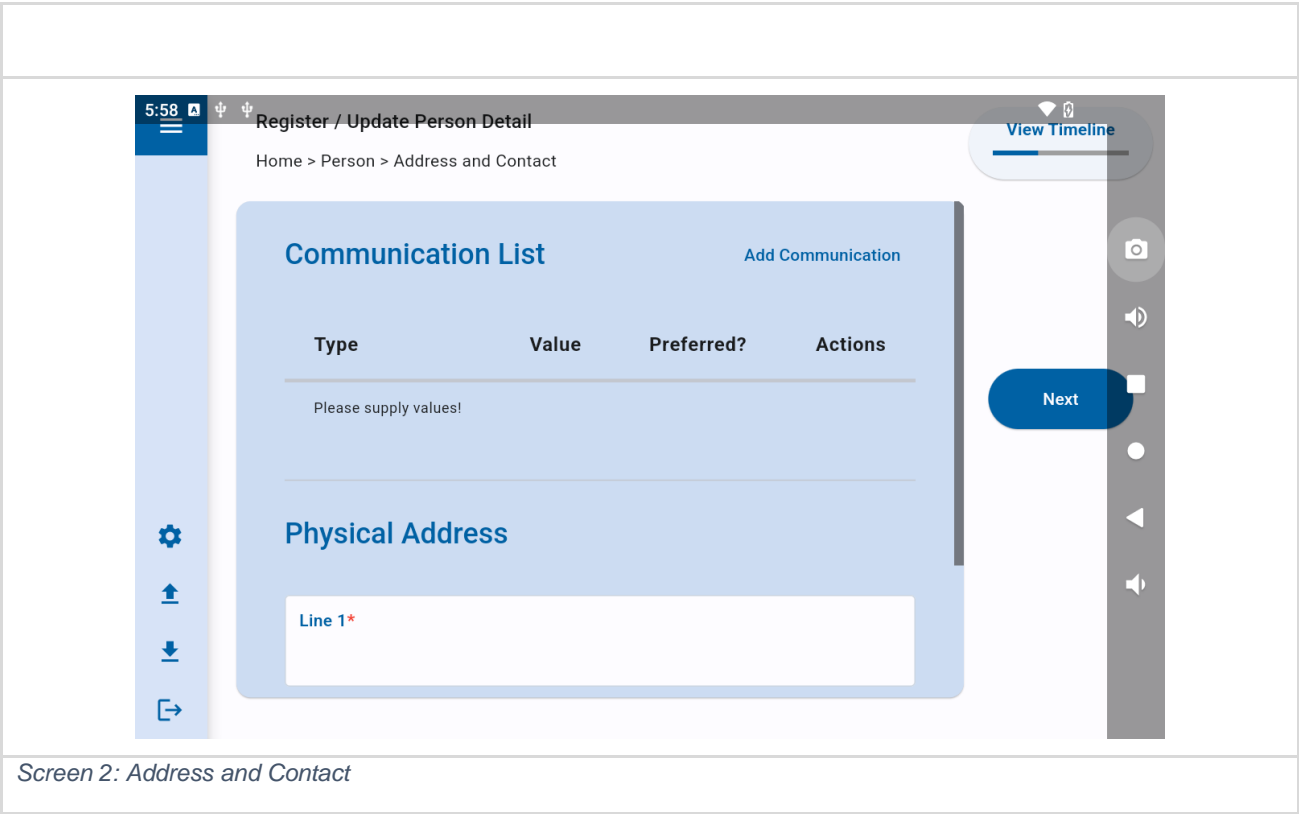 5:58
Register / Update Person Detail
View Timeline
Home > Person > Address and Contact
Communication List
Add Communication
Type Value Preferred? Actions
Please supply values!
Next
Physical Address
Line 1*
Screen 2: Address and Contact